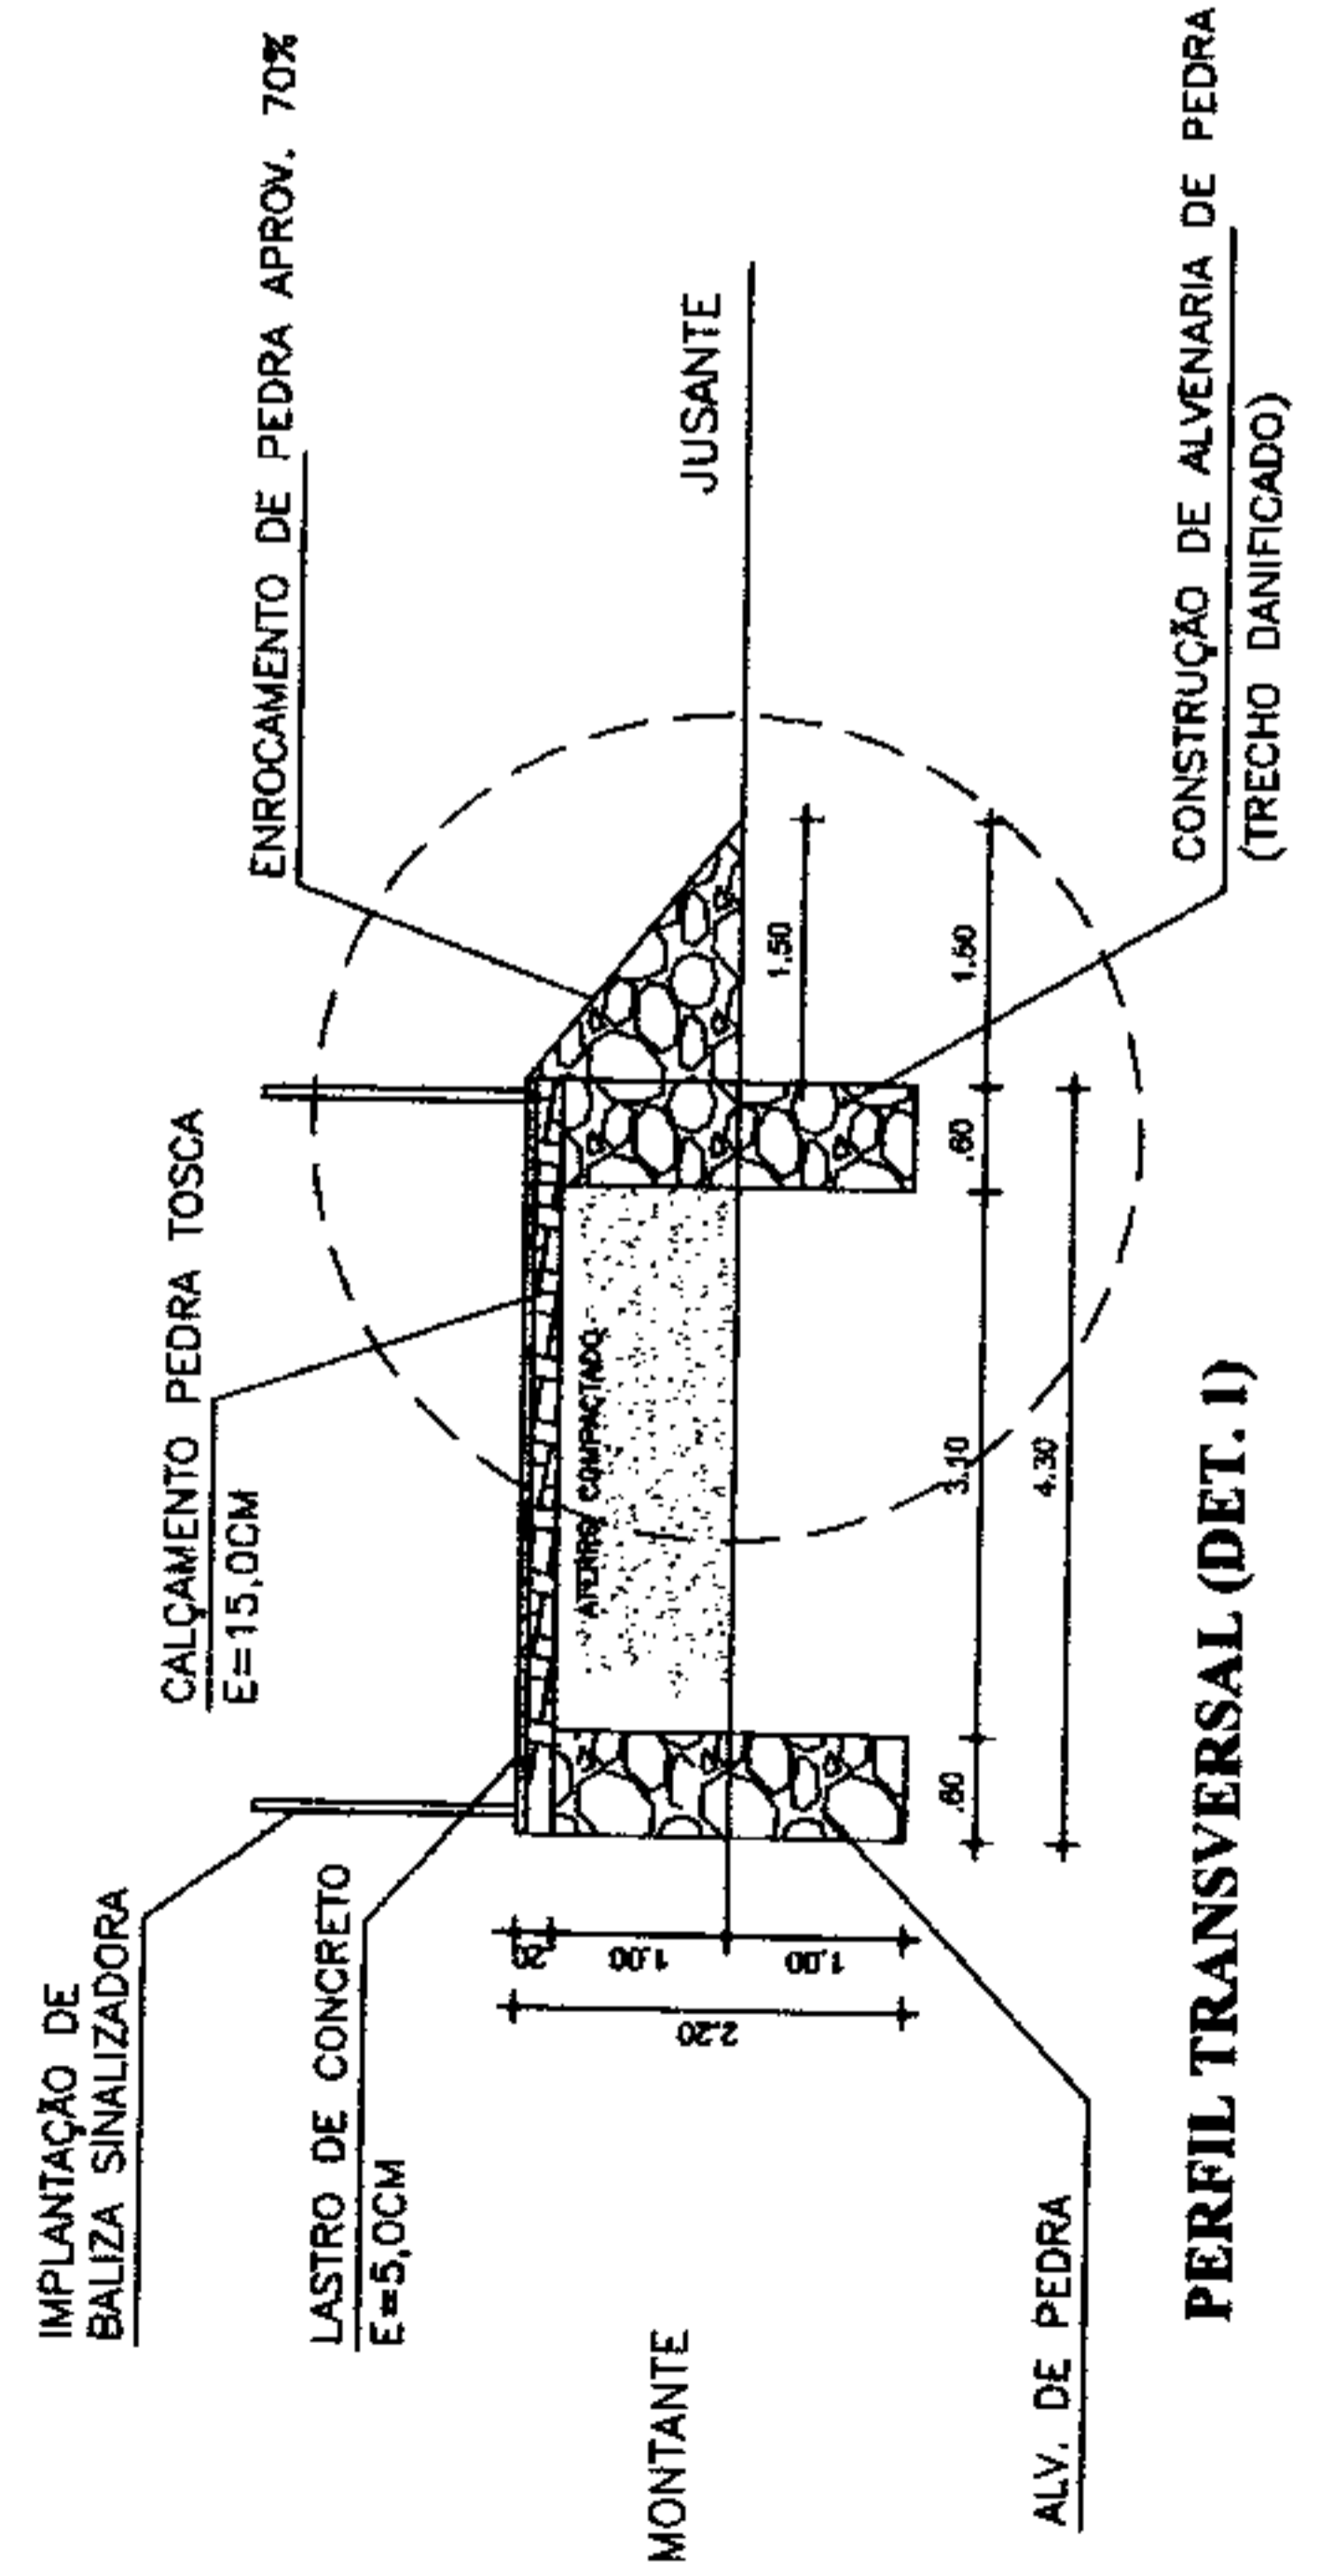 IMPLANTAÇÃO DE
BALIZA SINALIZADORA
LASTRO DE CONCRETO
E=5,0CM
CALÇAMENTO PEDRA TOSCA
E=15,0CM
ENROCAMENTO DE PEDRA APROV. 70%
MONTANTE
JUSANTE
ATERRO COMPACTADO
.20
1,00
1,00
2,20
1.50
.60
3.10
.60
1.50
4.30
ALV. DE PEDRA
CONSTRUÇÃO DE ALVENARIA DE PEDRA
(TRECHO DANIFICADO)
PERFIL TRANSVERSAL (DET. 1)